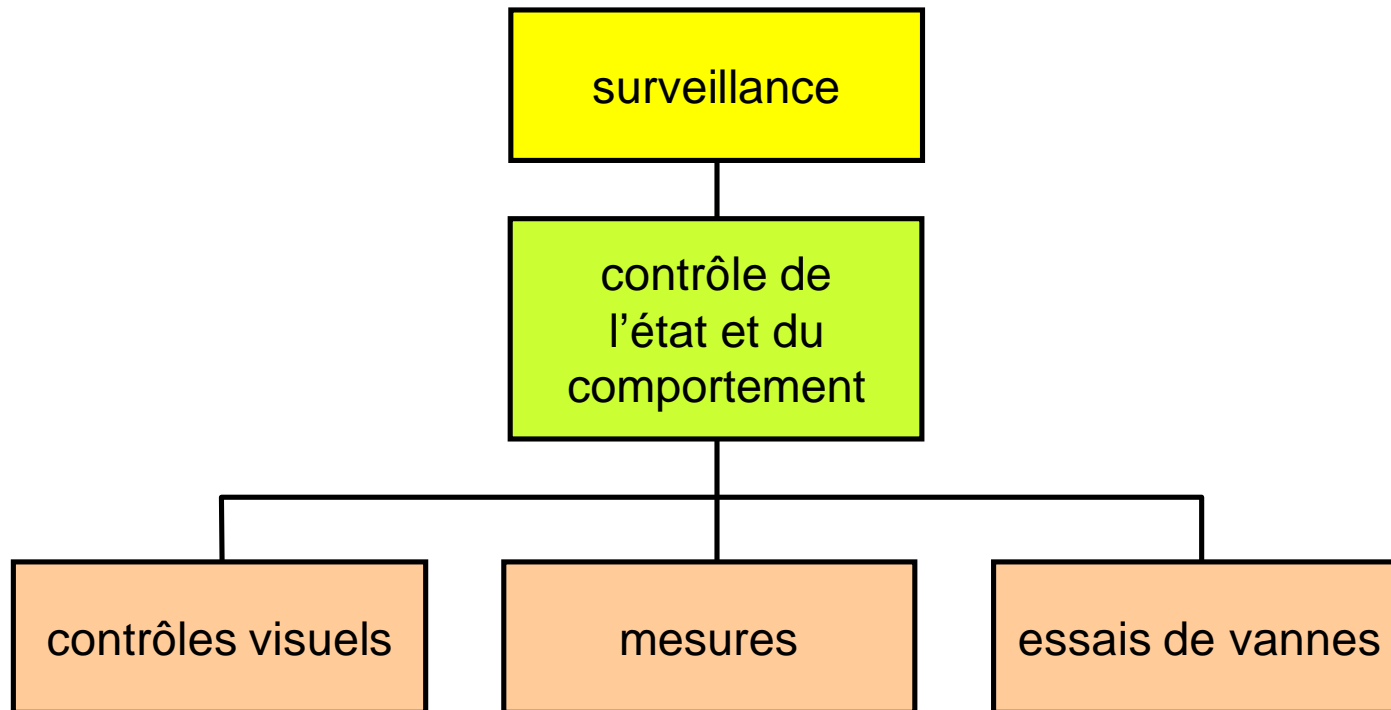 surveillance
contrôle de
l’état et du
comportement
contrôles visuels
mesures
essais de vannes